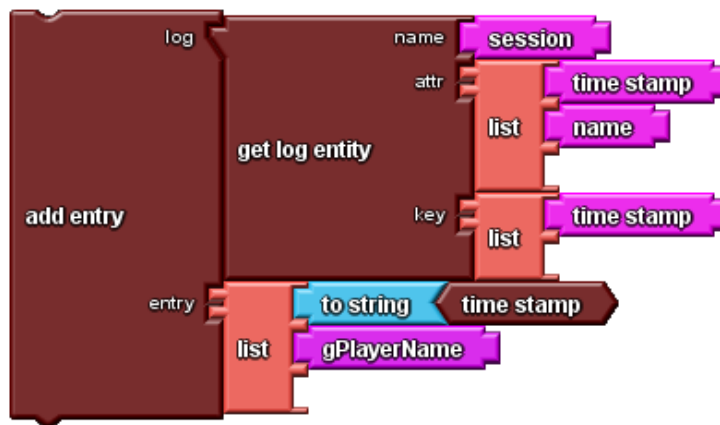 log
name
session
attr
list
time stamp
name
get log entity
add entry
key
list
time stamp
entry
list
to string
time stamp
gPlayerName